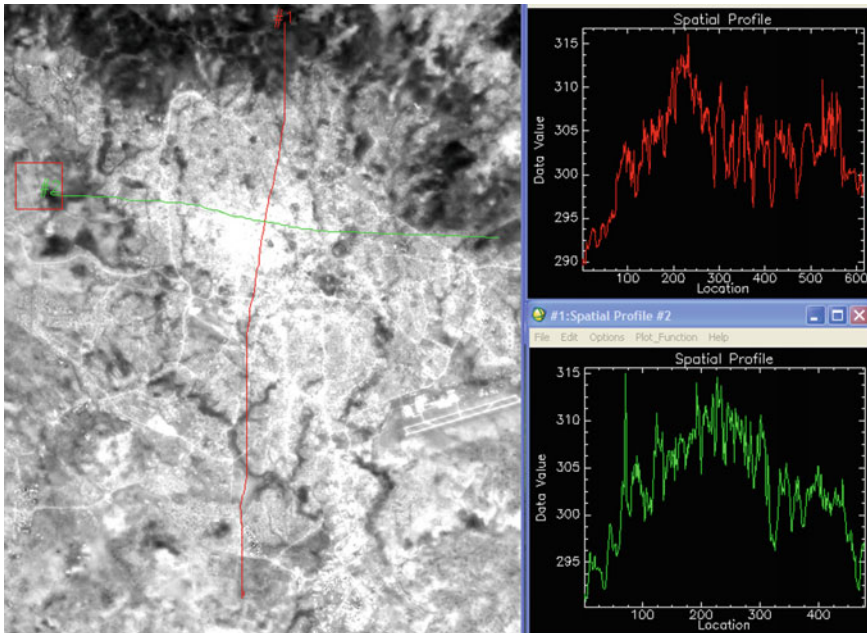 #1
#2
Spatial Profile
315
310
305
300
295
290
Data Value
100 200 300 400 500 600
Location
#1:Spatial Profile #2
File Edit Options Plot_Function Help
Spatial Profile
315
310
305
300
295
Data Value
100 200 300 400
Location